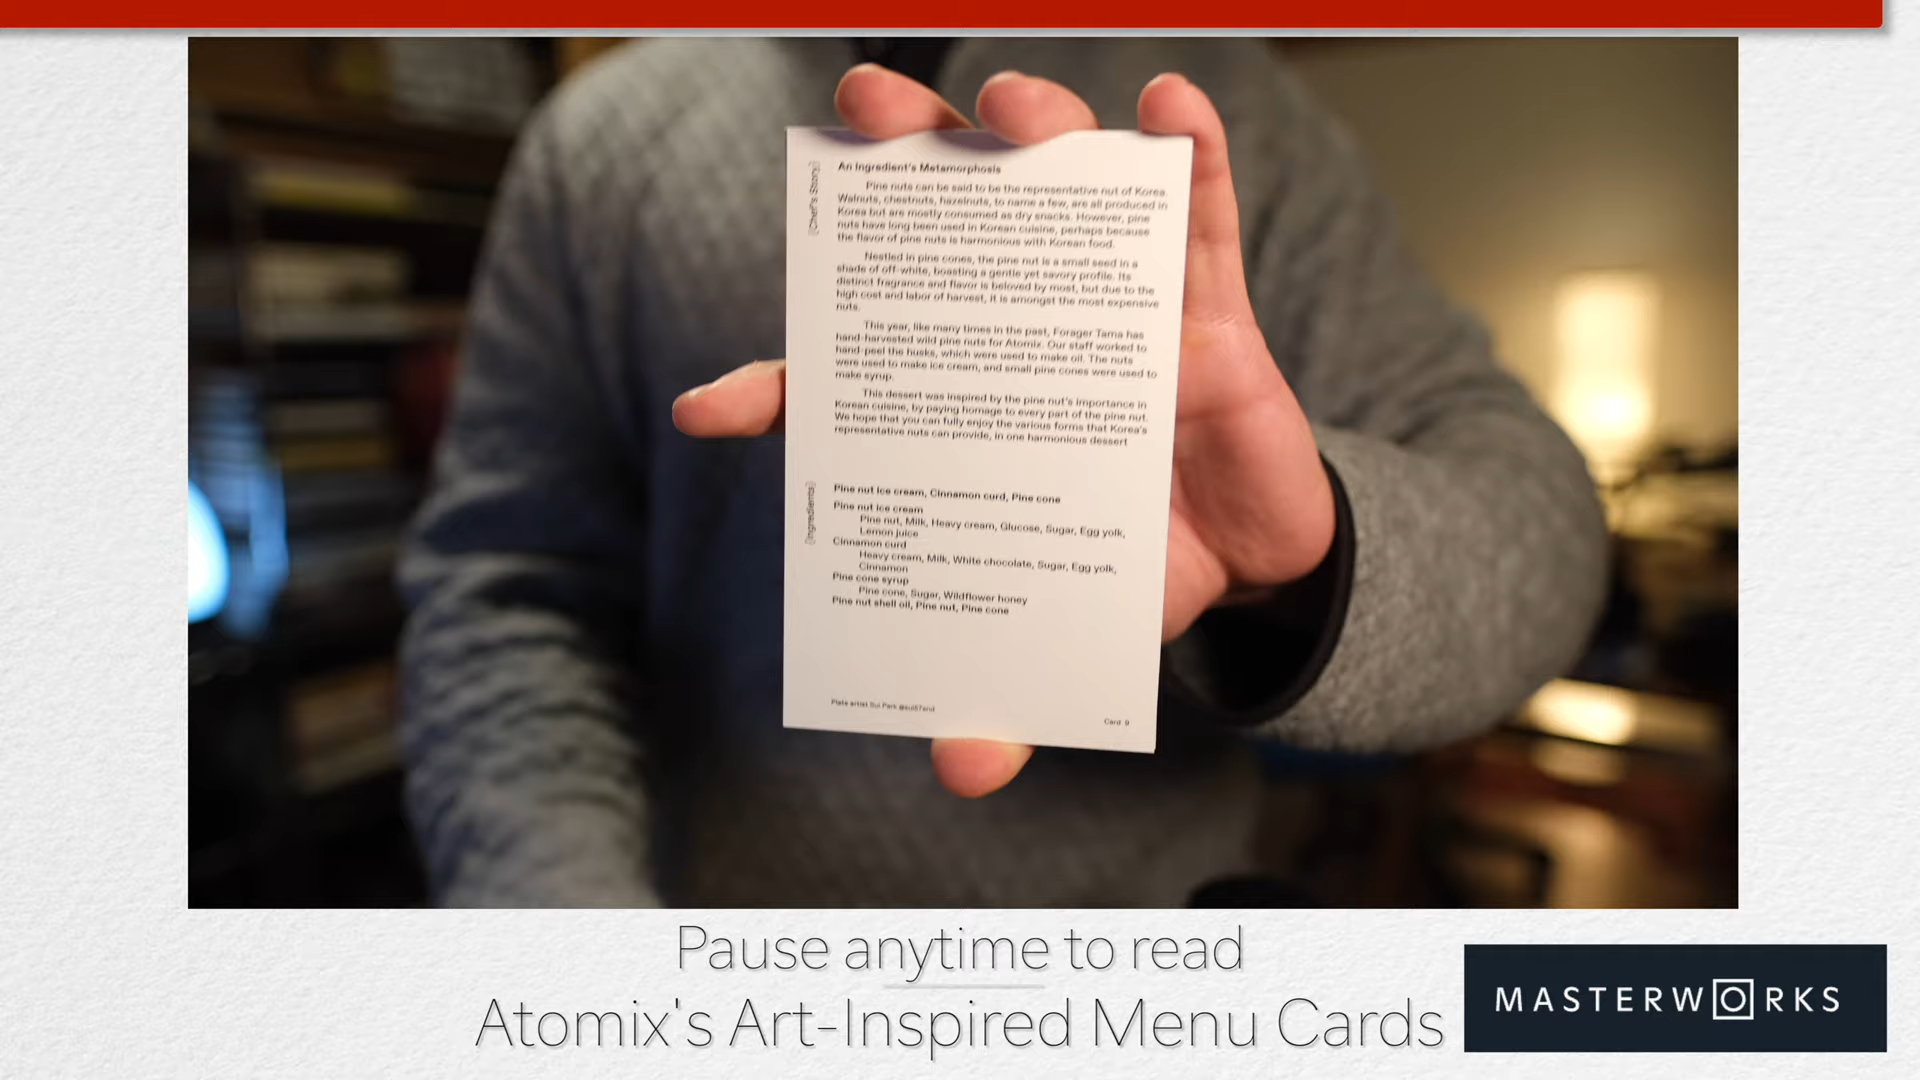 [Chef's Story]
An Ingredient's Metamorphosis
Pine nuts can be said to be the representative nut of Korea.
Walnuts, chestnuts, hazelnuts, to name a few, are all produced in
Korea but are mostly consumed as dry snacks. However, pine
nuts have long been used in Korean cuisine, perhaps because
the flavor of pine nuts is harmonious with Korean food.
Nestled in pine cones, the pine nut is a small seed in a
shade of off-white, boasting a gentle yet savory profile. Its
distinct fragrance and flavor is beloved by most, but due to the
high cost and labor of harvest, it is amongst the most expensive
nuts.
This year, like many times in the past, Forager Tama has
hand-harvested wild pine nuts for Atomix. Our staff worked to
hand-peel the husks, which were used to make oil. The nuts
were used to make ice cream, and small pine cones were used to
make syrup.
This dessert was inspired by the pine nut's importance in
Korean cuisine, by paying homage to every part of the pine nut.
We hope that you can fully enjoy the various forms that Korea's
representative nuts can provide, in one harmonious dessert
[Ingredients]
Pine nut ice cream, Cinnamon curd, Pine cone
Pine nut ice cream
Pine nut, Milk, Heavy cream, Glucose, Sugar, Egg yolk,
Lemon juice
Cinnamon curd
Heavy cream, Milk, White chocolate, Sugar, Egg yolk,
Cinnamon
Pine cone syrup
Pine cone, Sugar, Wildflower honey
Pine nut shell oil, Pine nut, Pine cone
Plate artist Sui Park
Card 9
Pause anytime to read
Atomix's Art-Inspired Menu Cards
MASTERWORKS